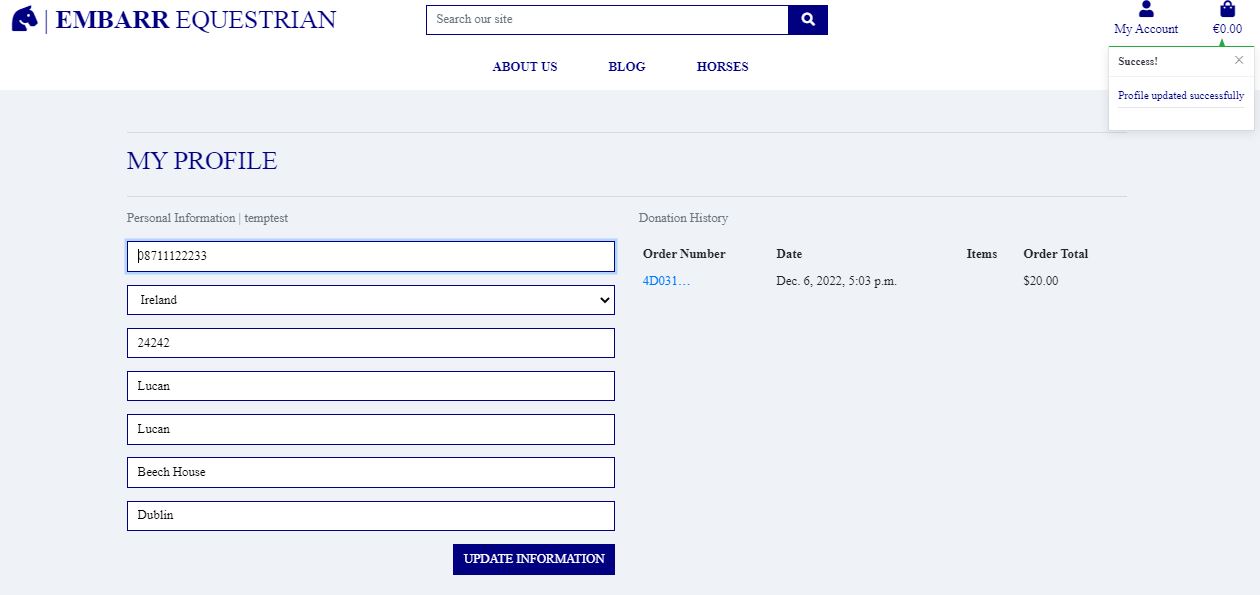 | EMBARR EQUESTRIAN
Search our site
My Account
€0.00
ABOUT US BLOG HORSES
Success! ×
Profile updated successfully
MY PROFILE
Personal Information | temptest
08711122233
Ireland
24242
Lucan
Lucan
Beech House
Dublin
UPDATE INFORMATION
Donation History
Order Number Date Items Order Total
4D031... Dec. 6, 2022, 5:03 p.m. $20.00